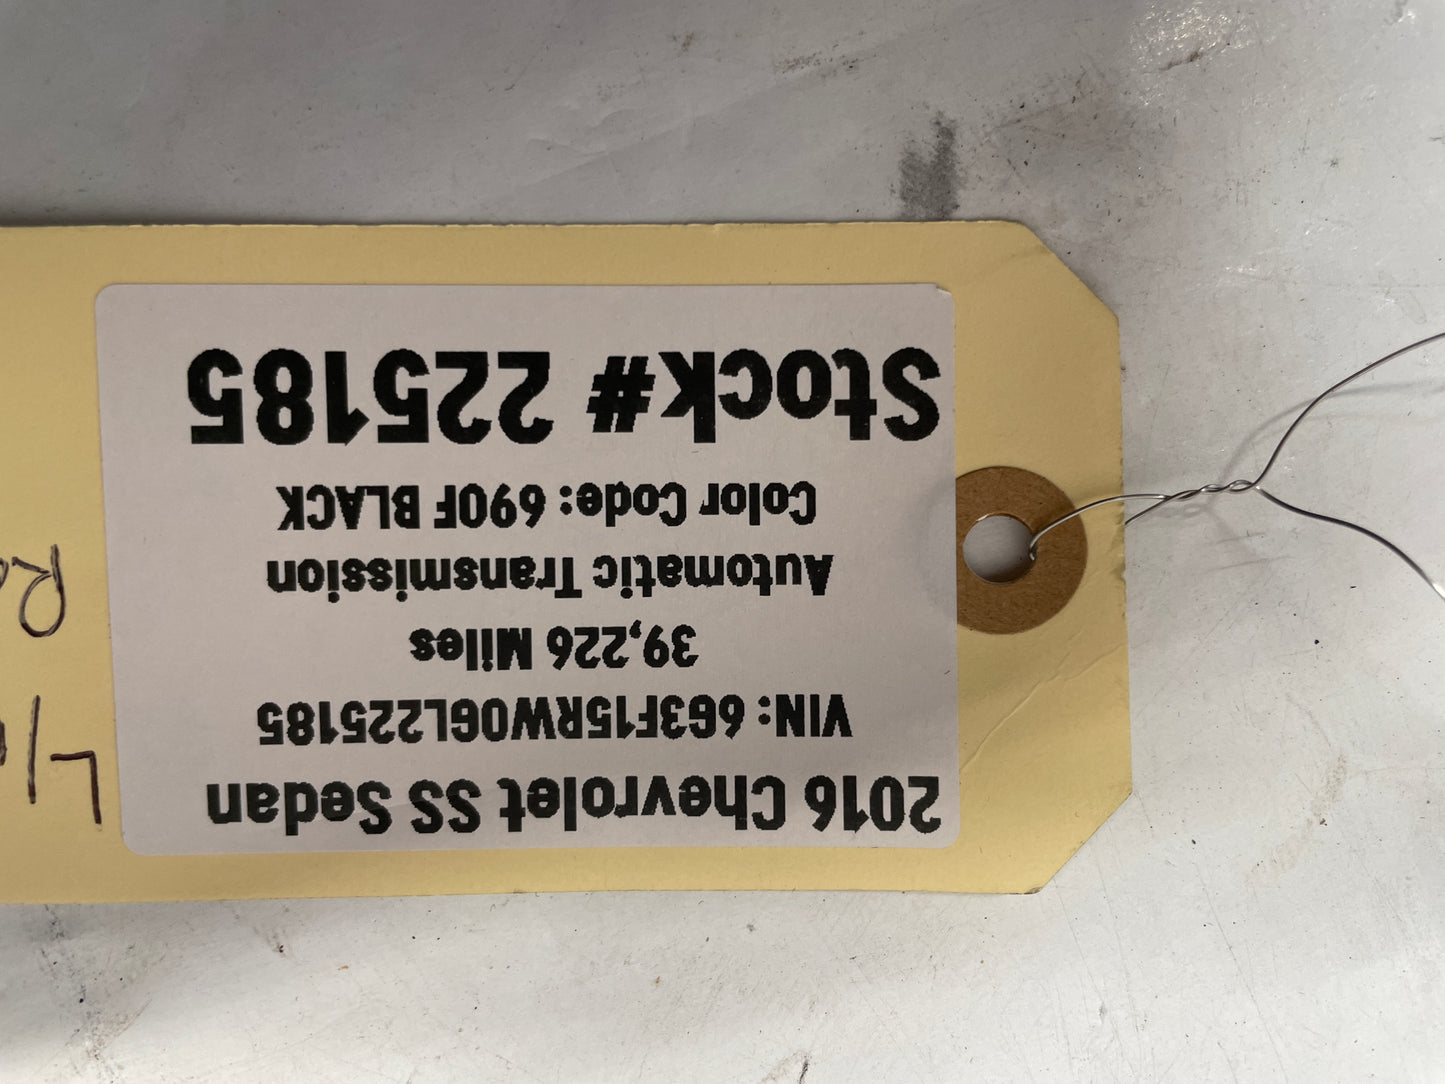 2016 Chevrolet SS Sedan
VIN: 6G3F15RW0GL225185
39,226 Miles
Automatic Transmission
Color Code: 690F BLACK
Stock# 225185